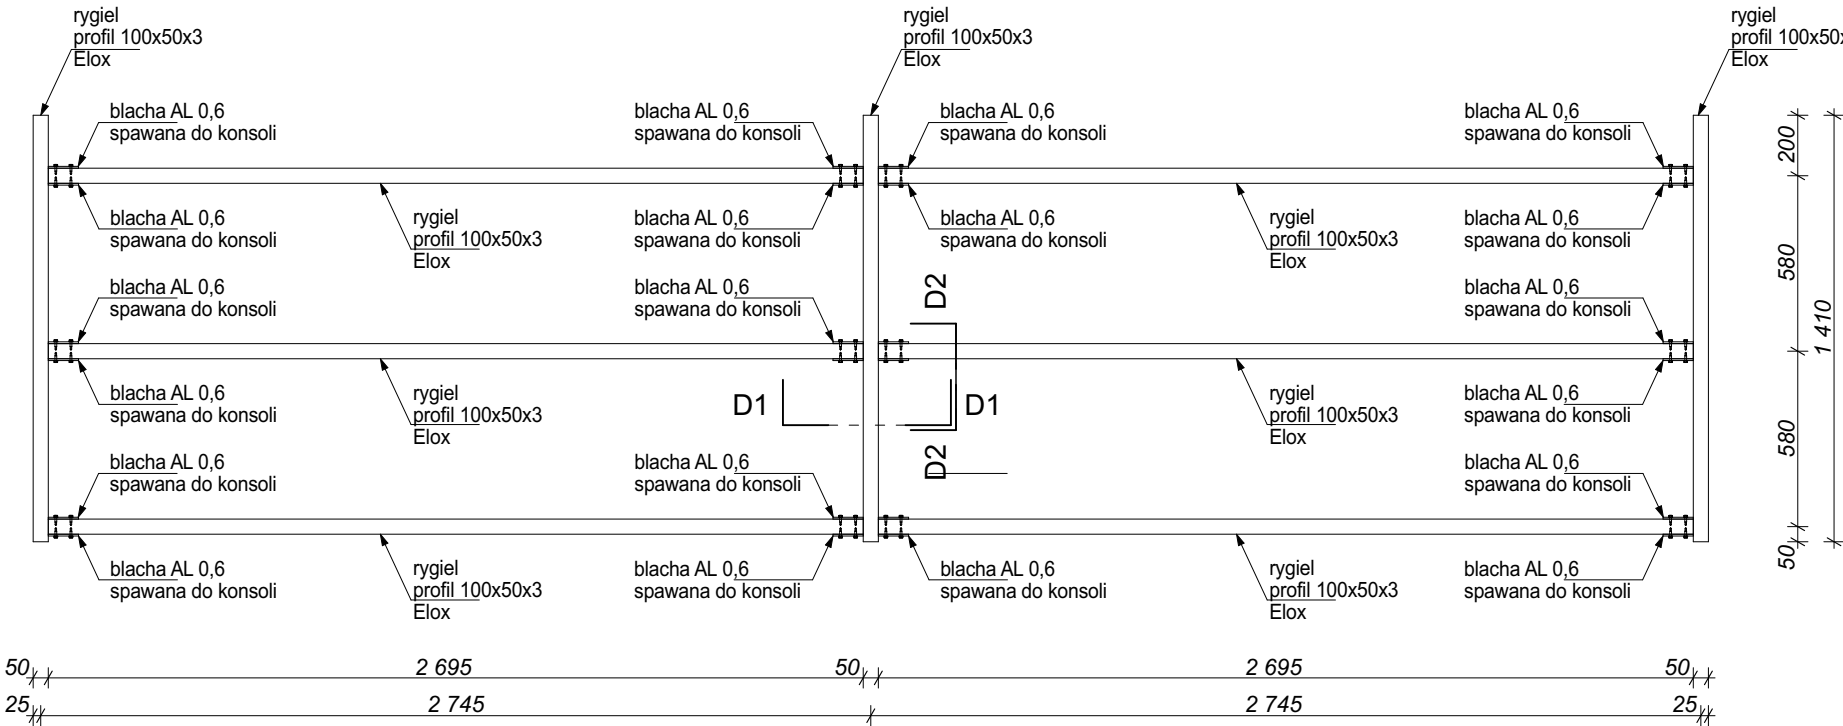 rygiel
profil 100x50x3
Elox
rygiel
profil 100x50x3
Elox
rygiel
profil 100x50x
Elox
blacha AL 0,6
spawana do konsoli
blacha AL 0,6
spawana do konsoli
blacha AL 0,6
spawana do konsoli
blacha AL 0,6
spawana do konsoli
200
blacha AL 0,6
spawana do konsoli
rygiel
profil 100x50x3
Elox
blacha AL 0,6
spawana do konsoli
blacha AL 0,6
spawana do konsoli
rygiel
profil 100x50x3
Elox
blacha AL 0,6
spawana do konsoli
580
blacha AL 0,6
spawana do konsoli
blacha AL 0,6
spawana do konsoli
D2
blacha AL 0,6
spawana do konsoli
1 410
blacha AL 0,6
spawana do konsoli
rygiel
profil 100x50x3
Elox
D1
D1
rygiel
profil 100x50x3
Elox
blacha AL 0,6
spawana do konsoli
580
blacha AL 0,6
spawana do konsoli
blacha AL 0,6
spawana do konsoli
D2
blacha AL 0,6
spawana do konsoli
blacha AL 0,6
spawana do konsoli
rygiel
profil 100x50x3
Elox
blacha AL 0,6
spawana do konsoli
blacha AL 0,6
spawana do konsoli
rygiel
profil 100x50x3
Elox
blacha AL 0,6
spawana do konsoli
50
50
2 695
50
2 695
50
25
2 745
2 745
25